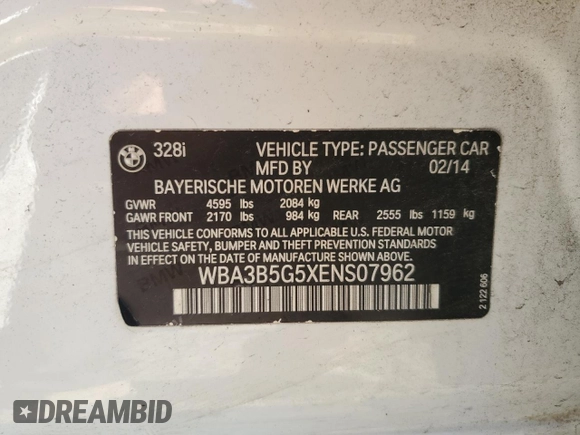 BMW 328i VEHICLE TYPE: PASSENGER CAR
MFD BY 02/14
BAYERISCHE MOTOREN WERKE AG
GVWR 4595 lbs 2084 kg
GAWR FRONT 2170 lbs 984 kg REAR 2555 lbs 1159 kg
THIS VEHICLE CONFORMS TO ALL APPLICABLE U.S. FEDERAL MOTOR
VEHICLE SAFETY, BUMPER AND THEFT PREVENTION STANDARDS
IN EFFECT ON THE DATE OF MANUFACTURE SHOWN ABOVE.
WBA3B5G5XENS07962
2 122 606
DREAMBID